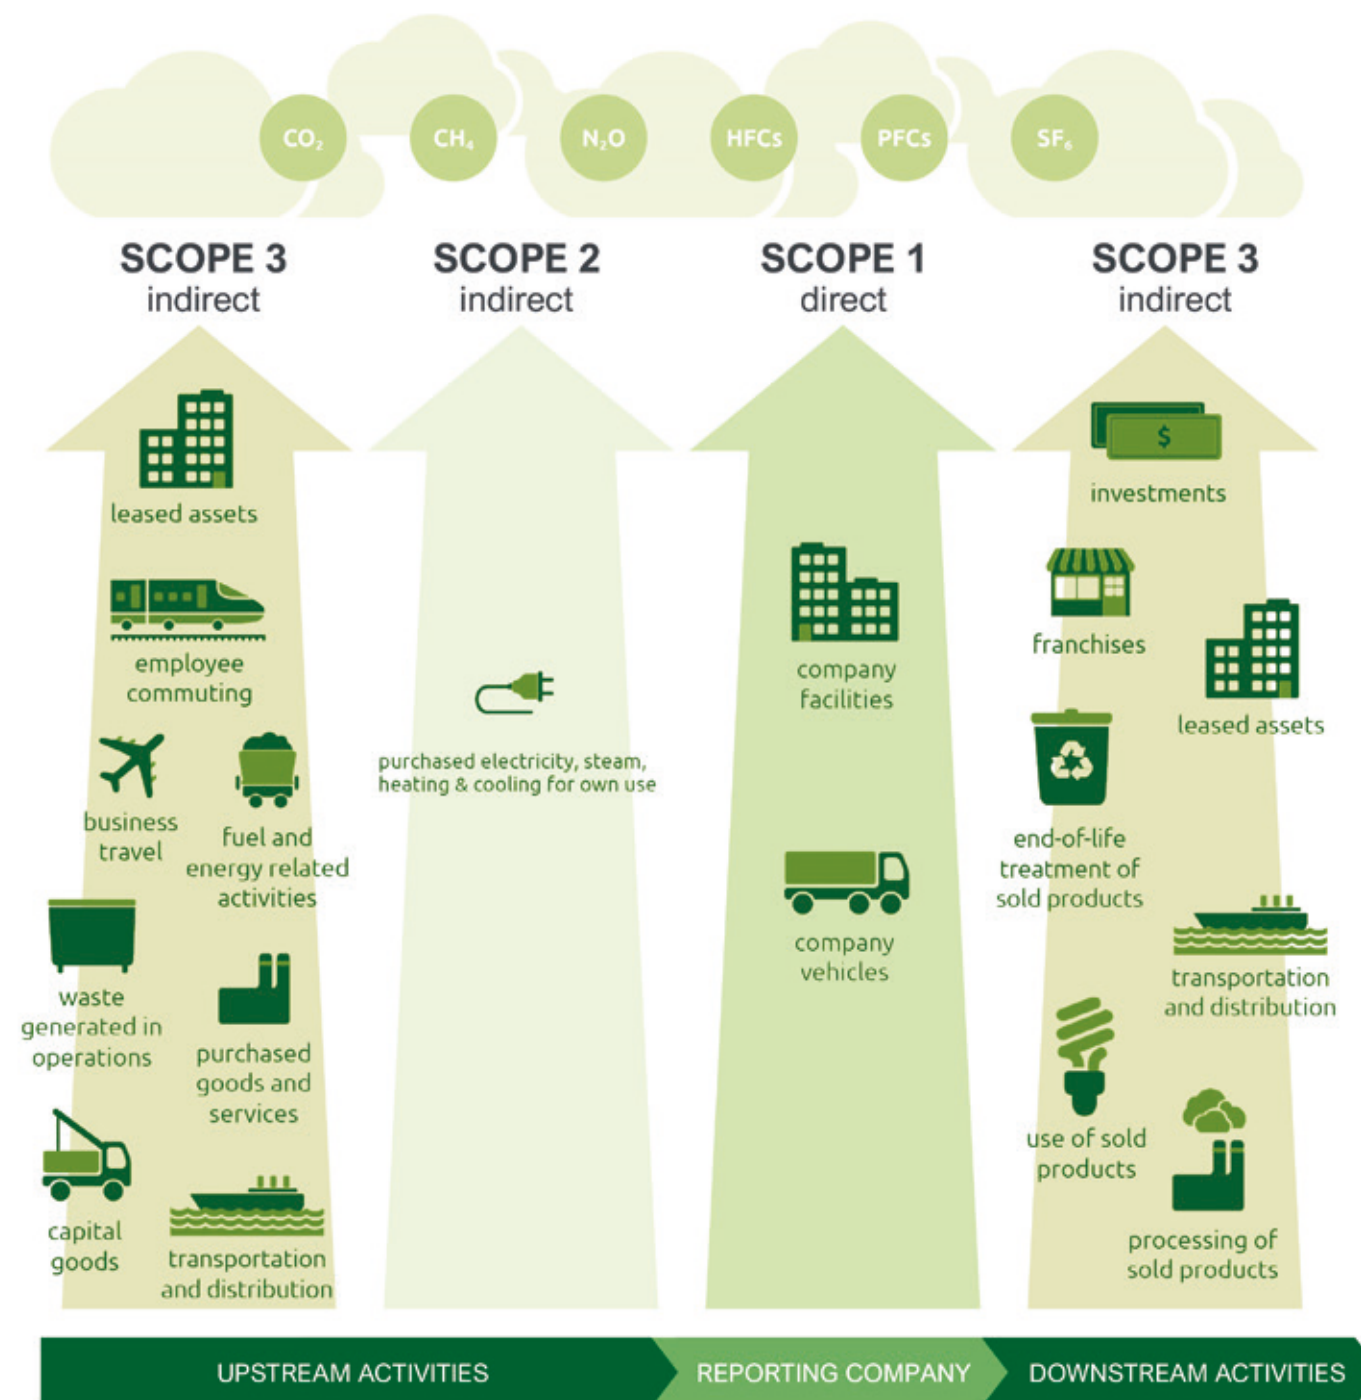 CO₂
CH₄
N₂O
HFCs
PFCs
SF₆
SCOPE 3
indirect
leased assets
employee
commuting
business
travel
fuel and
energy related
activities
waste
generated in
operations
purchased
goods and
services
capital
goods
transportation
and distribution
SCOPE 2
indirect
purchased electricity, steam,
heating & cooling for own use
SCOPE 1
direct
company
facilities
company
vehicles
SCOPE 3
indirect
$
investments
franchises
leased assets
end-of-life
treatment of
sold products
transportation
and distribution
use of sold
products
processing of
sold products
UPSTREAM ACTIVITIES
REPORTING COMPANY
DOWNSTREAM ACTIVITIES